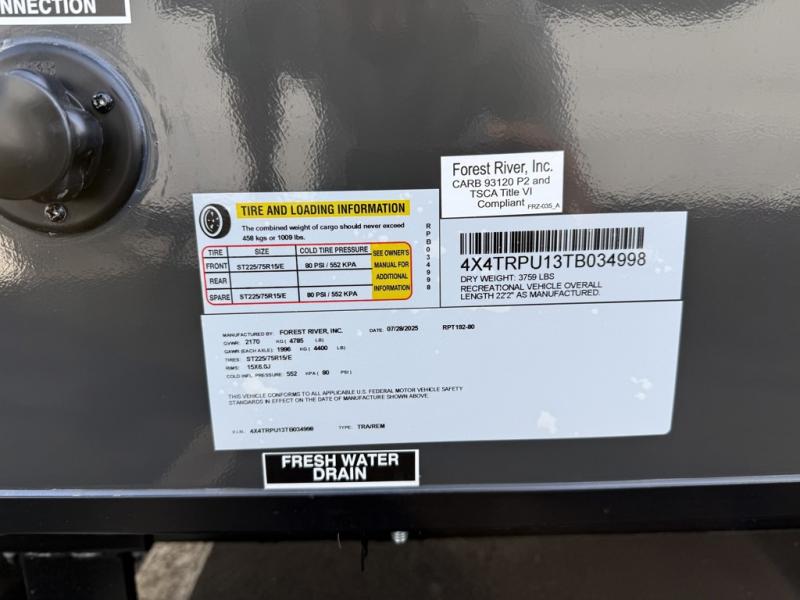 NNECTION
Forest River, Inc.
CARB 93120 P2 and
TSCA Title VI
Compliant FRZ-035_A
TIRE AND LOADING INFORMATION
The combined weight of cargo should never exceed
458 kgs or 1009 lbs.
TIRE SIZE COLD TIRE PRESSURE
FRONT ST225/75R15/E 80 PSI / 552 KPA
REAR
SPARE ST225/75R15/E 80 PSI / 552 KPA
SEE OWNER'S
MANUAL FOR
ADDITIONAL
INFORMATION
RPB034998
4X4TRPU13TB034998
DRY WEIGHT: 3759 LBS
RECREATIONAL VEHICLE OVERALL
LENGTH 22'2" AS MANUFACTURED.
MANUFACTURED BY: FOREST RIVER, INC. DATE: 07/28/2025 RPT192-80
GVWR: 2170 KG ( 4785 LB)
GAWR (EACH AXLE): 1996 KG ( 4400 LB)
TIRES: ST225/75R15/E
RIMS: 15X6.0J
COLD INFL. PRESSURE: 552 KPA ( 80 PSI)
THIS VEHICLE CONFORMS TO ALL APPLICABLE U.S. FEDERAL MOTOR VEHICLE SAFETY
STANDARDS IN EFFECT ON THE DATE OF MANUFACTURE SHOWN ABOVE.
V.I.N.: 4X4TRPU13TB034998 TYPE: TRA/REM
FRESH WATER
DRAIN